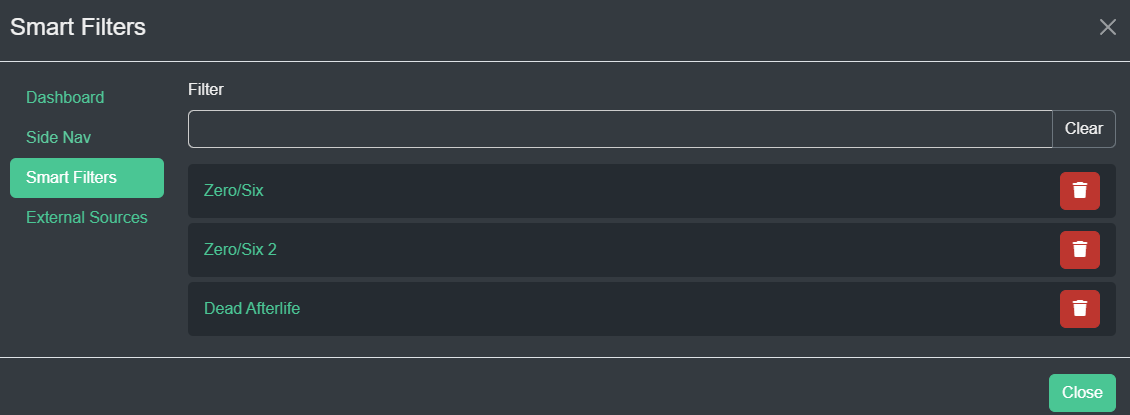 Smart Filters
Dashboard
Side Nav
Smart Filters
External Sources
Filter
Clear
Zero/Six
Zero/Six 2
Dead Afterlife
Close